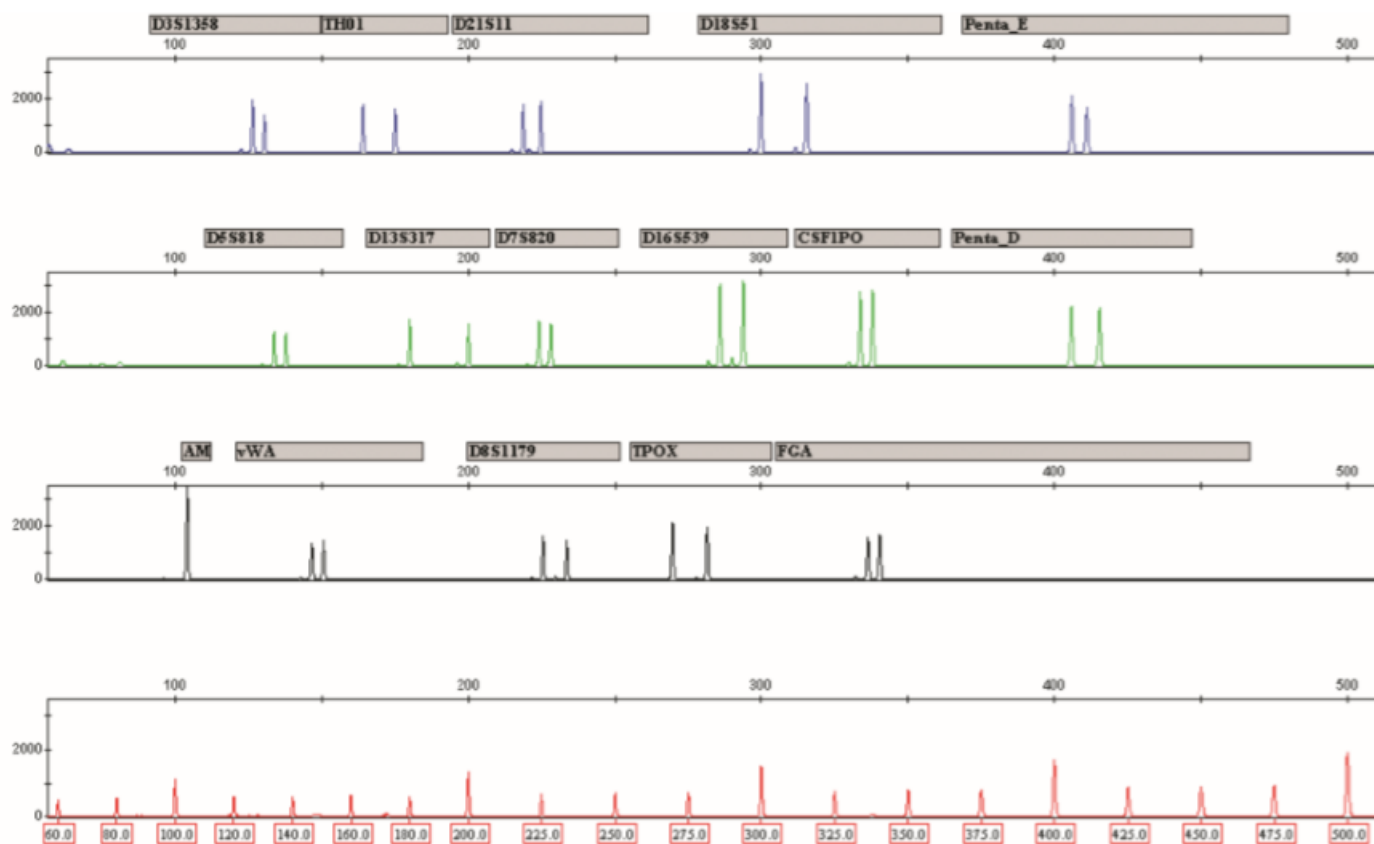 D3S1358 TH01 D21S11 D18S51 Penta_E
100 200 300 400 500
2000
0
D5S818 D13S317 D7S820 D16S539 CSF1PO Penta_D
100 200 300 400 500
2000
0
AM vWA D8S1179 TPOX FGA
100 200 300 400 500
2000
0
100 200 300 400 500
2000
0
60.0 80.0 100.0 120.0 140.0 160.0 180.0 200.0 225.0 250.0 275.0 300.0 325.0 350.0 375.0 400.0 425.0 450.0 475.0 500.0